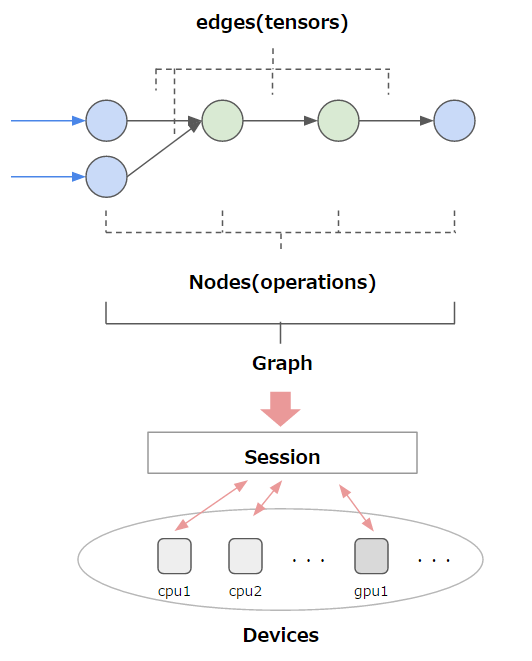 edges(tensors)
Nodes(operations)
Graph
Session
cpu1 cpu2 . . . gpu1 . . .
Devices